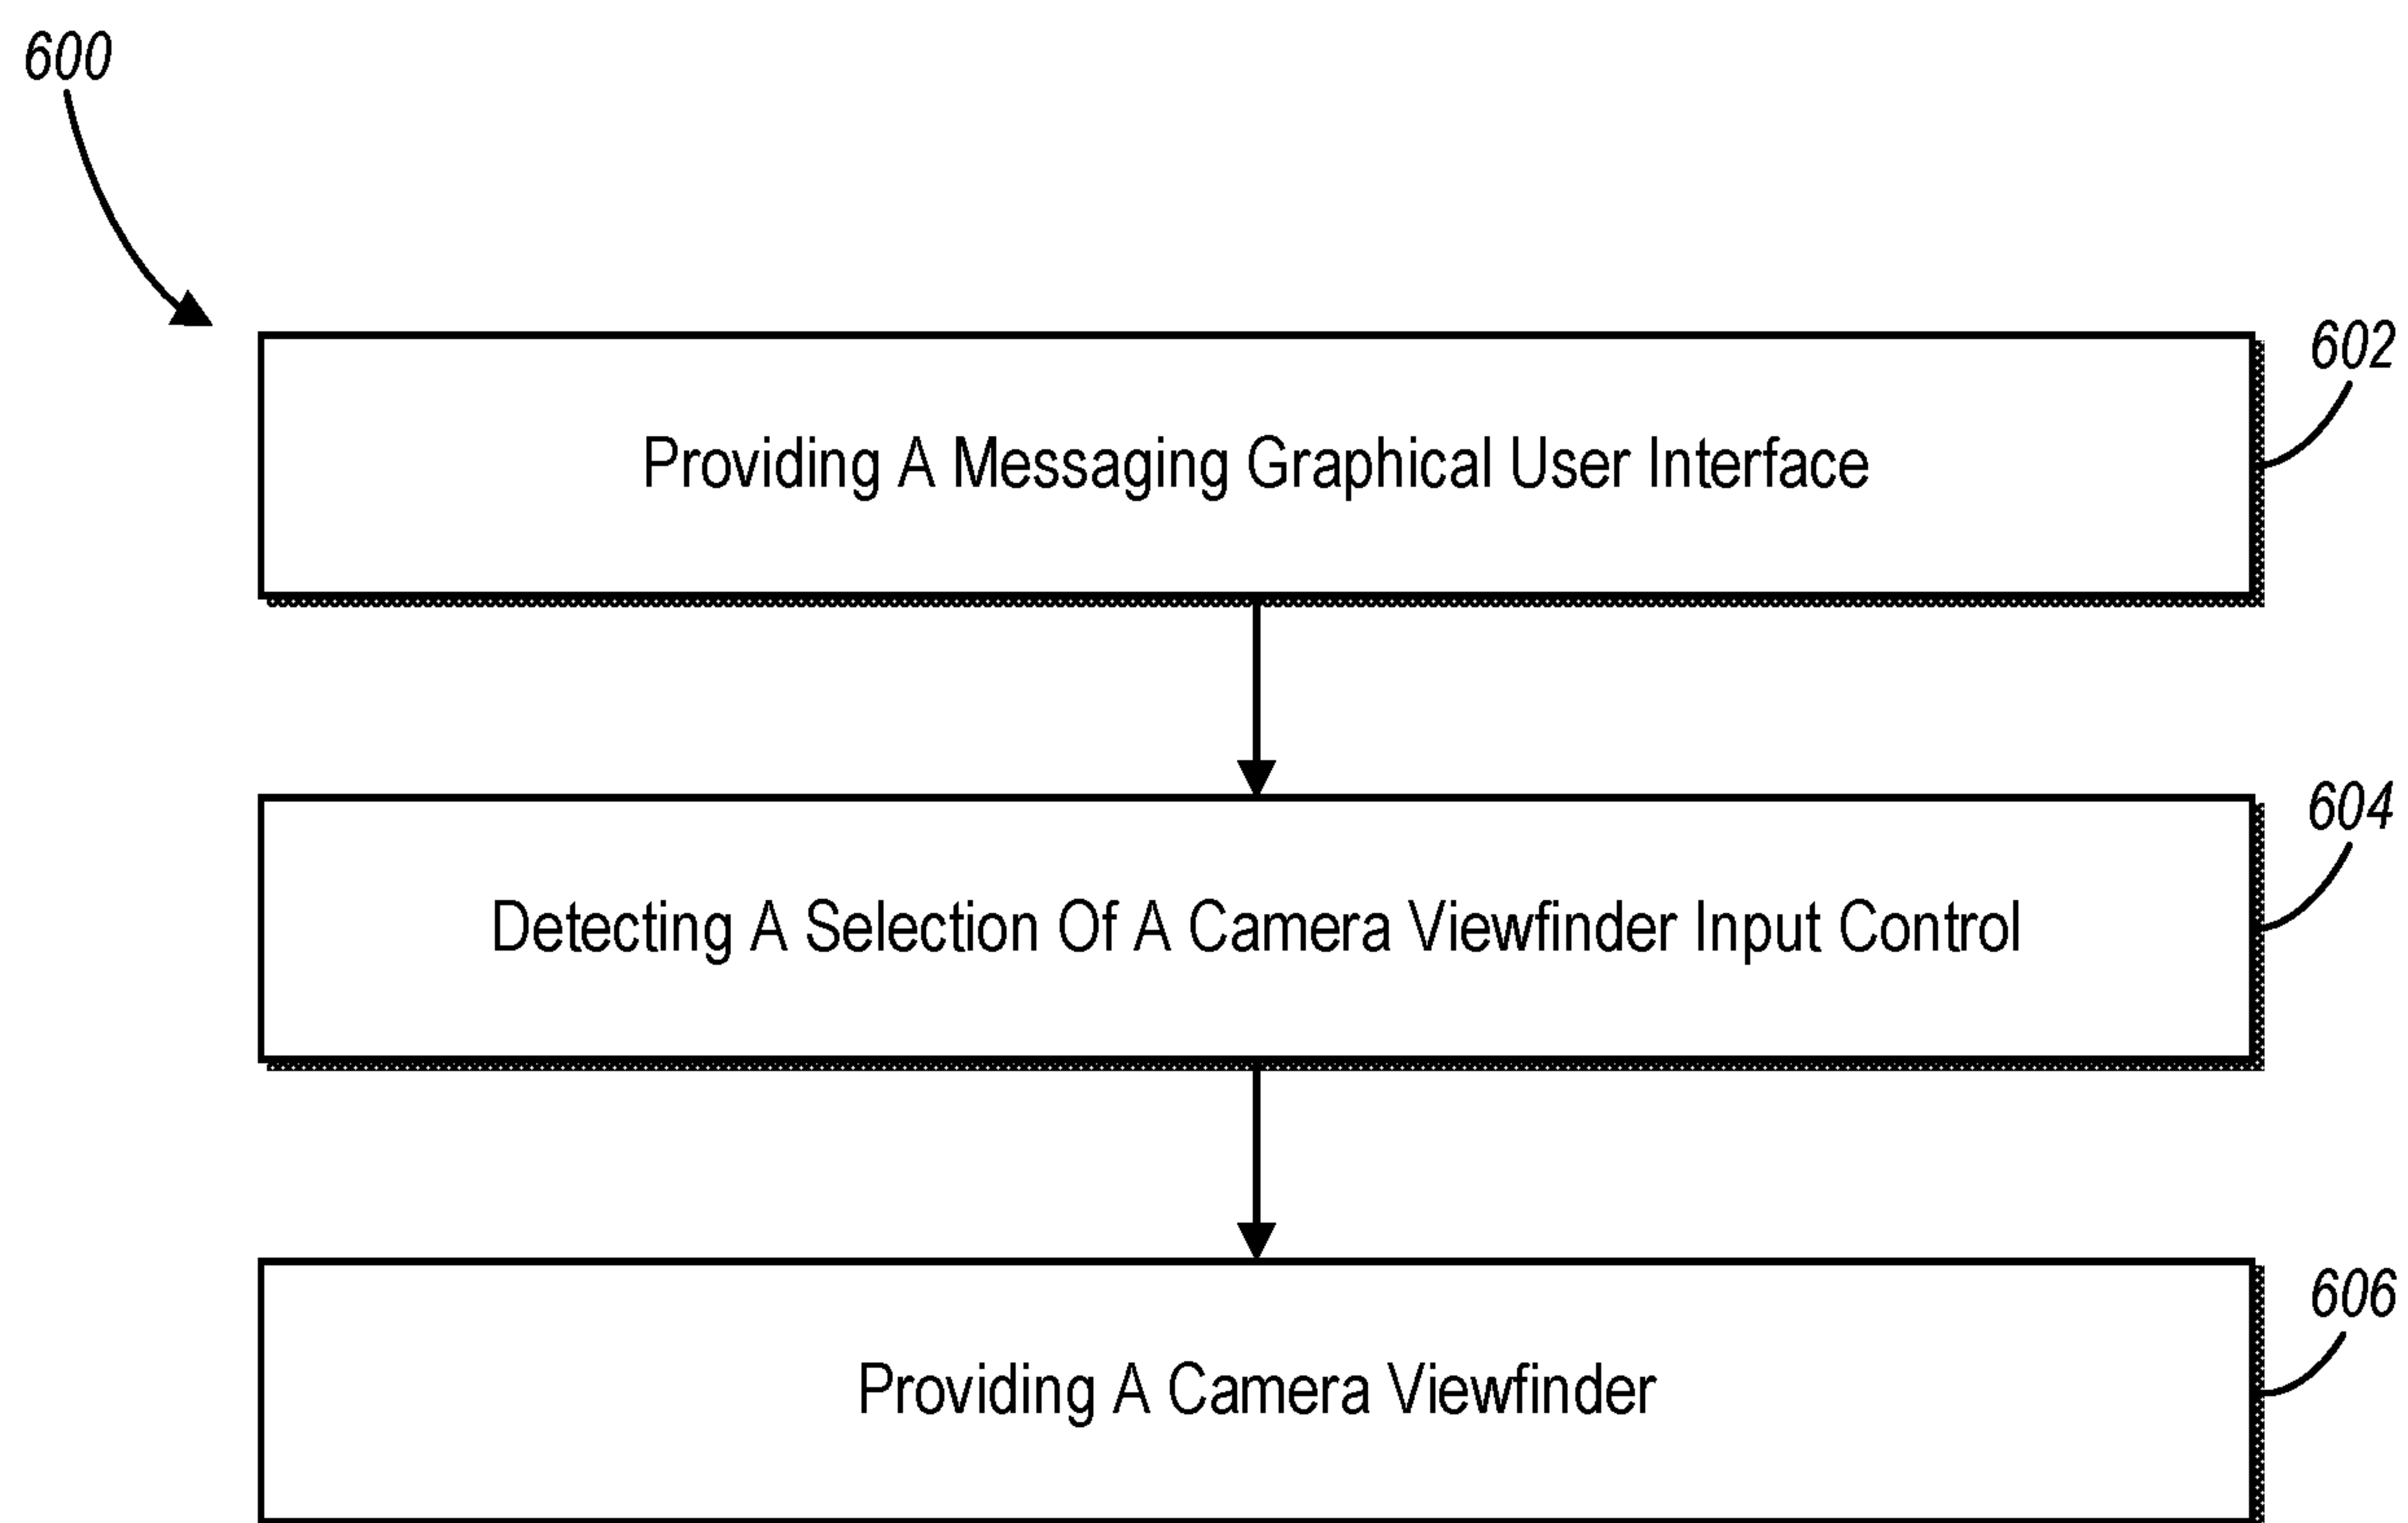 600
602
Providing A Messaging Graphical User Interface
604
Detecting A Selection Of A Camera Viewfinder Input Control
606
Providing A Camera Viewfinder